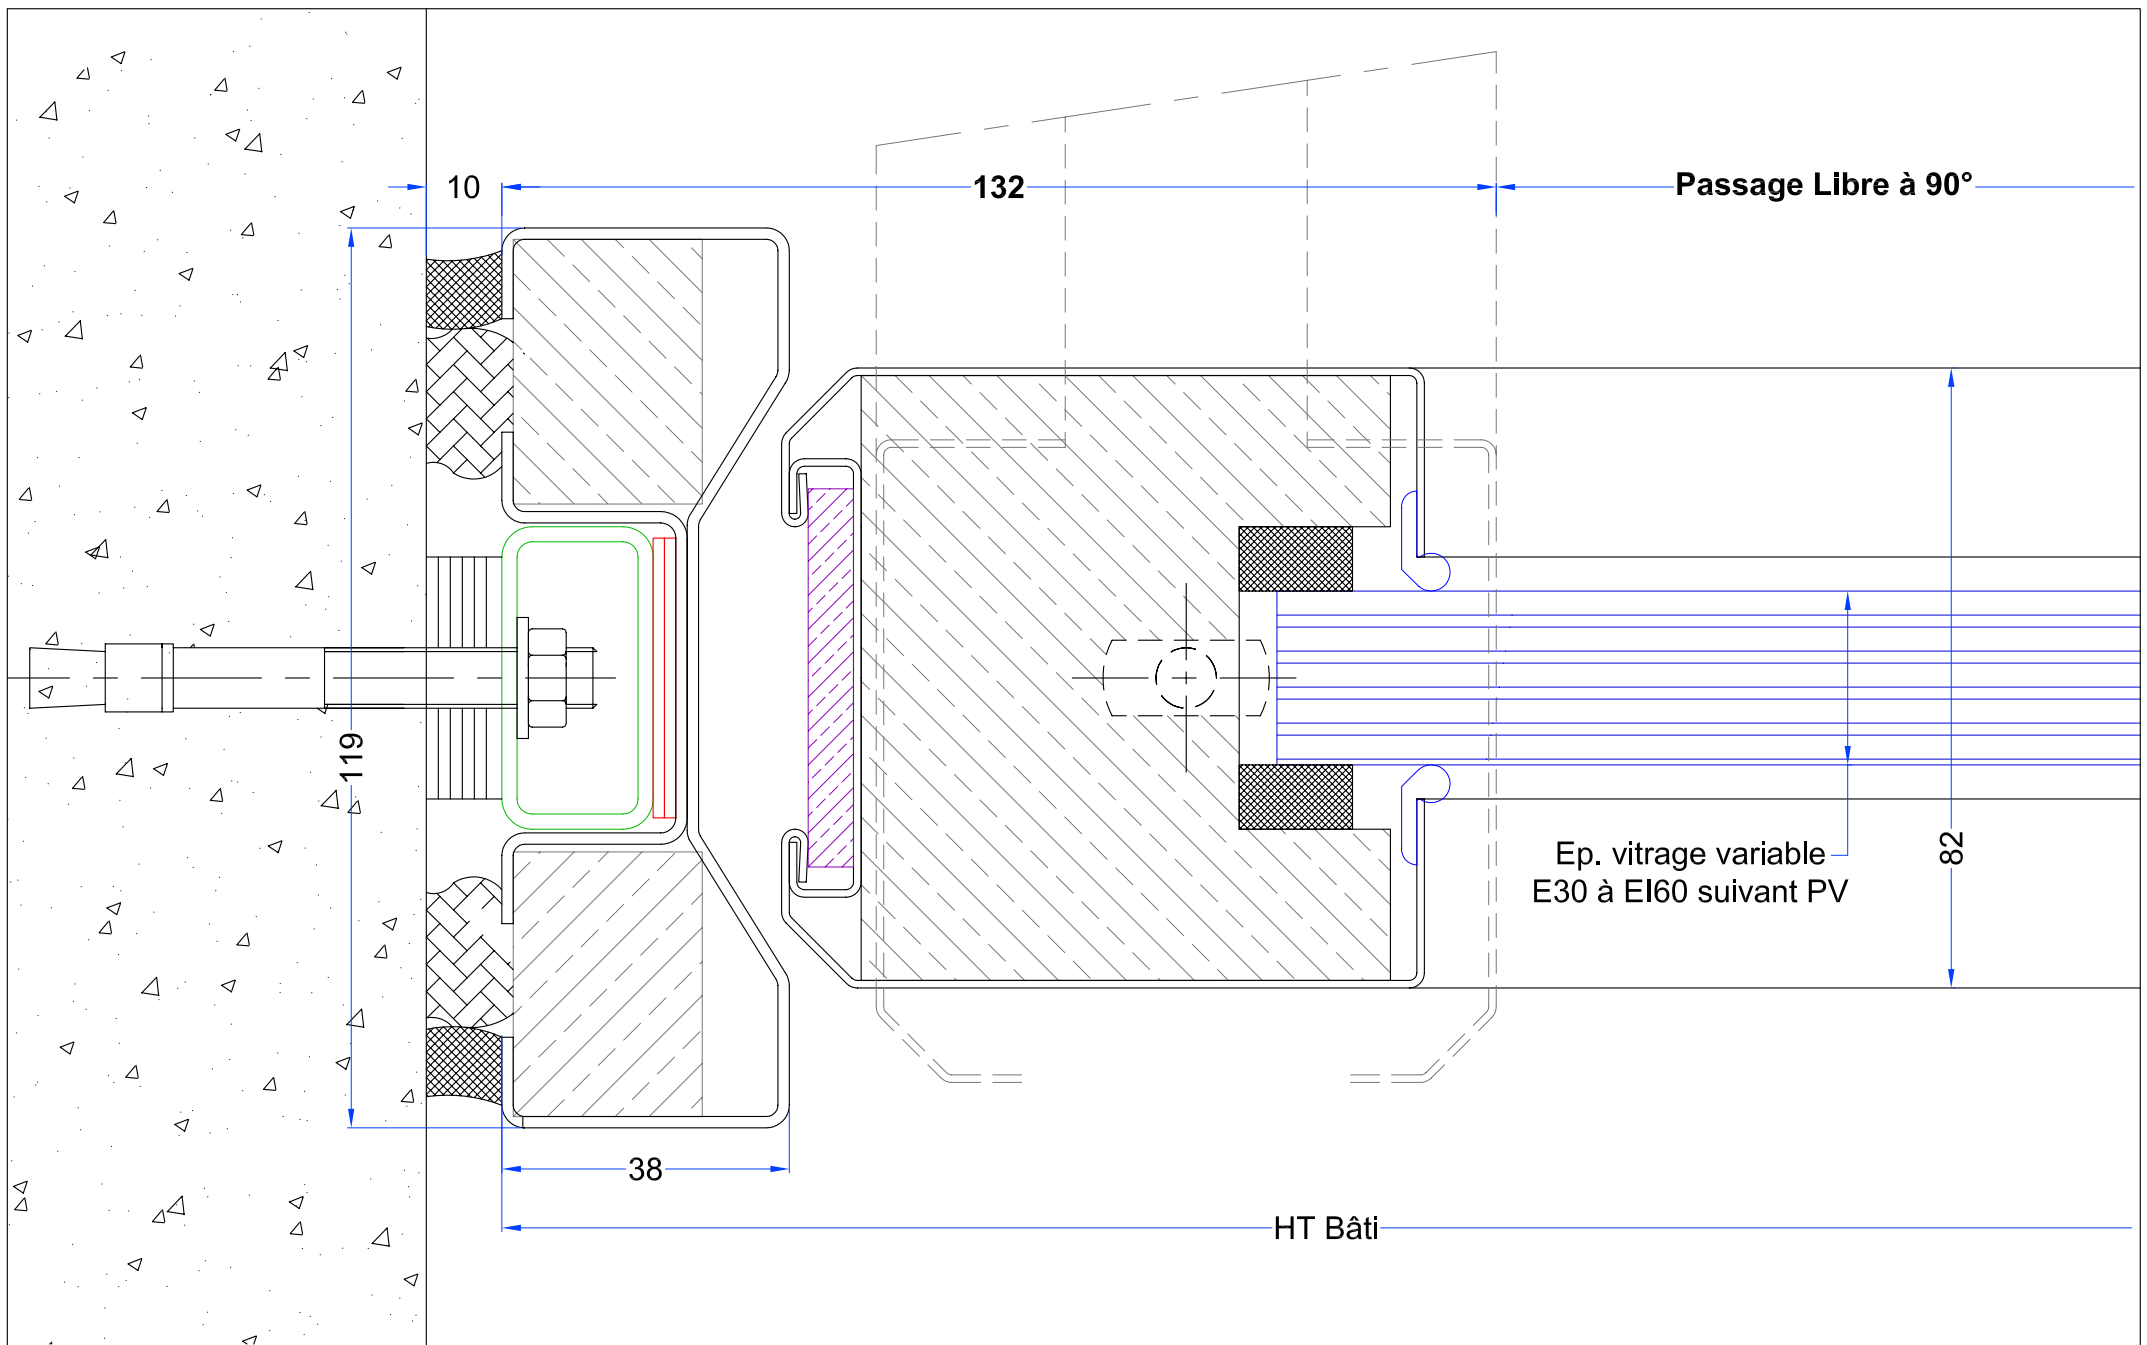 10
132
Passage Libre à 90°
119
82
Ep. vitrage variable
E30 à EI60 suivant PV
38
HT Bâti